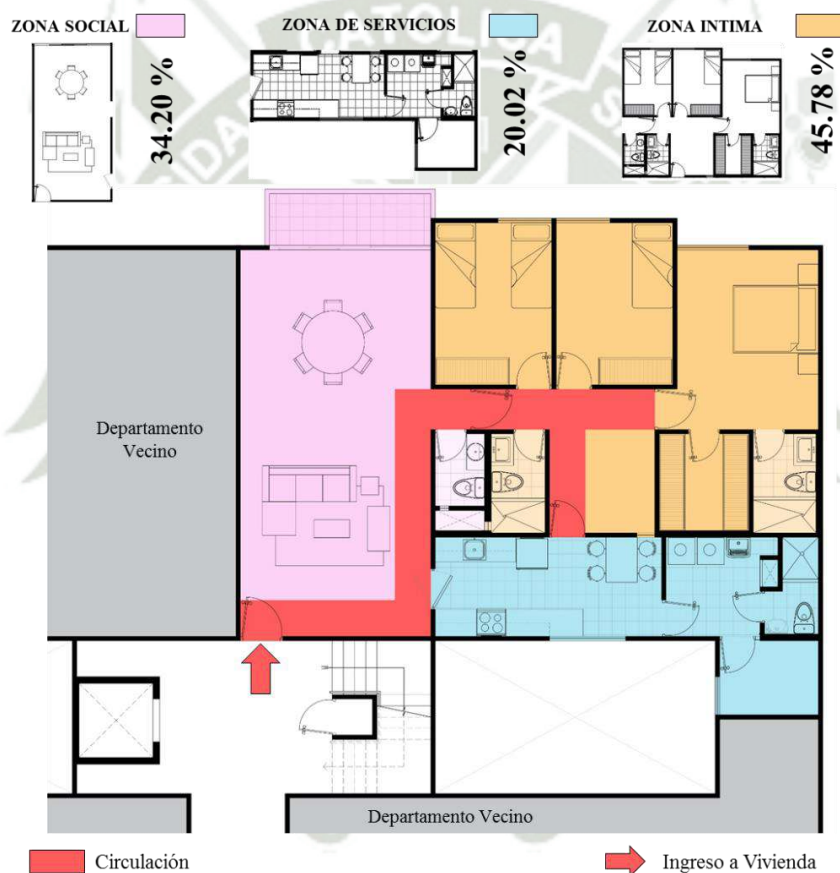 ZONA SOCIAL
34.20 %
ZONA DE SERVICIOS
20.02 %
ZONA INTIMA
45.78 %
CATOLICA
Departamento
Vecino
Departamento Vecino
Circulación
Ingreso a Vivienda